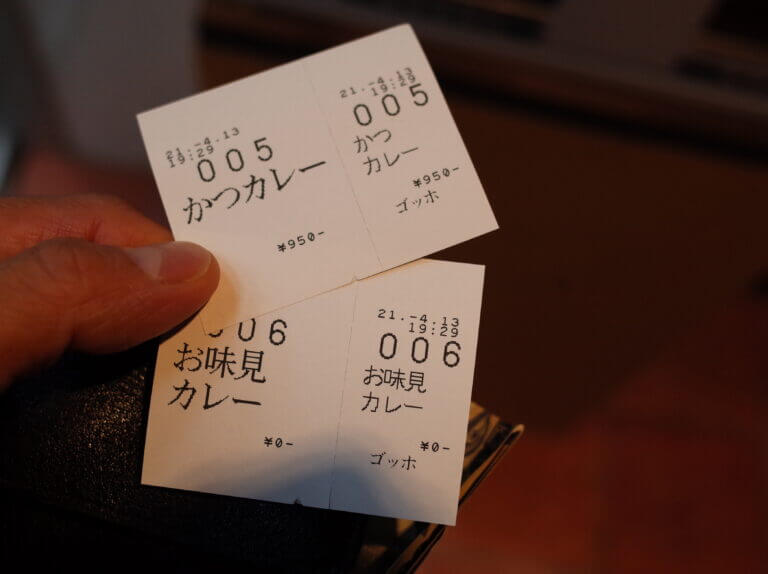 21.-4.13
19:29
005
かつカレー
¥950-
21.-4.13
19:29
005
かつ
カレー
¥950-
ゴッホ
006
お味見
カレー
¥0-
21.-4.13
19:29
006
お味見
カレー
¥0-
ゴッホ